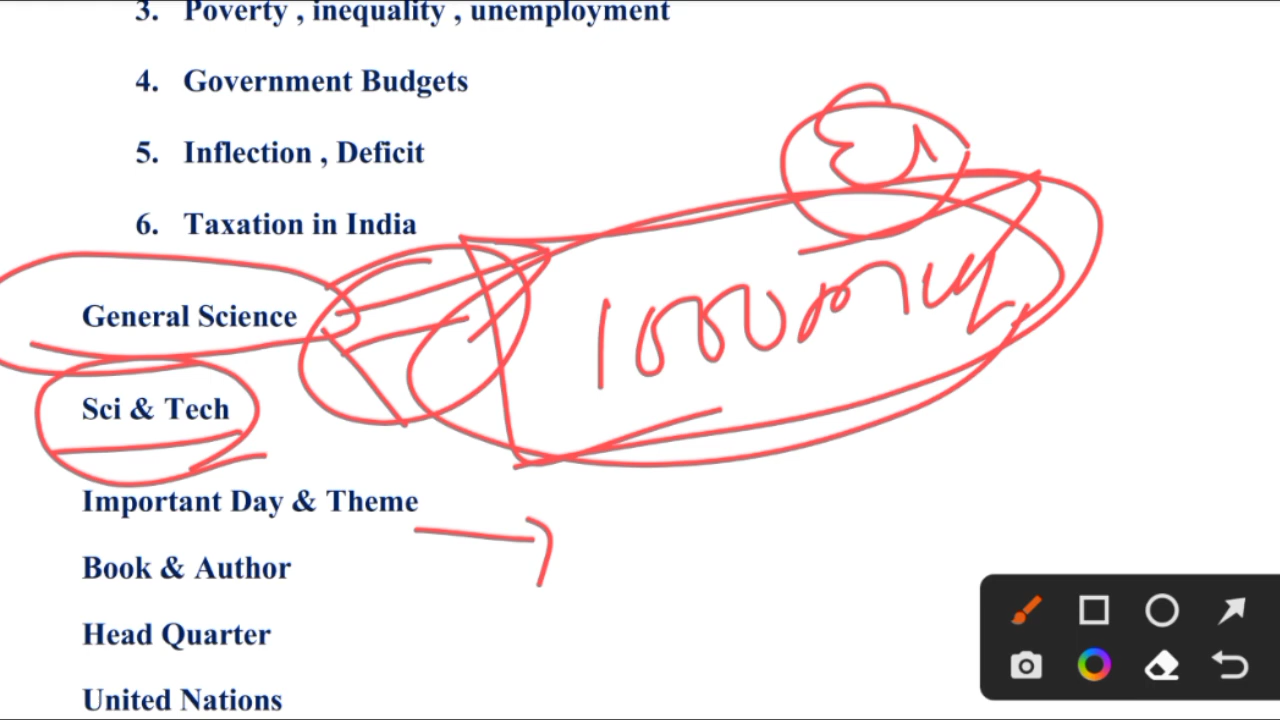 3. Poverty , inequality , unemployment
4. Government Budgets
5. Inflection , Deficit
6. Taxation in India
General Science
1000
Sci & Tech
Important Day & Theme
Book & Author
Head Quarter
United Nations